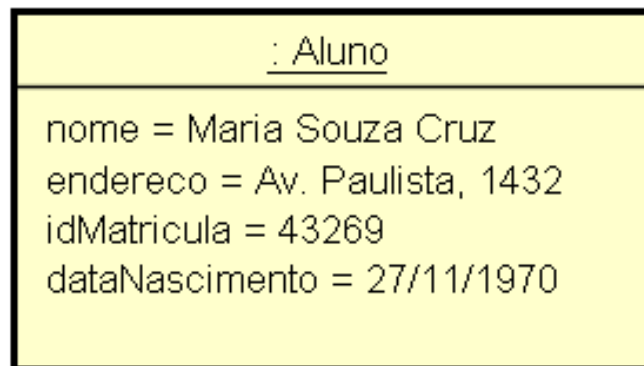 : Aluno
nome = Maria Souza Cruz
endereco = Av. Paulista, 1432
idMatricula = 43269
dataNascimento = 27/11/1970